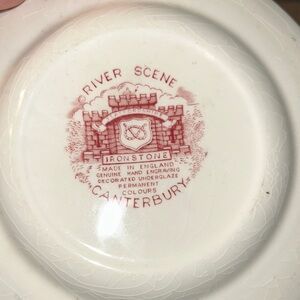 RIVER SCENE
IRONSTONE
MADE IN ENGLAND
GENUINE HAND ENGRAVING
DECORATED UNDERGLAZE
PERMANENT
COLOURS
CANTERBURY